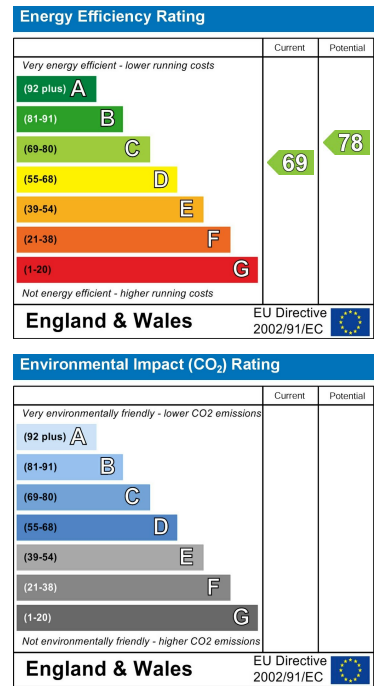 Energy Efficiency Rating
Current Potential
Very energy efficient - lower running costs
(92 plus) A
(81-91) B
(69-80) C
(55-68) D
(39-54) E
(21-38) F
(1-20) G
69
78
Not energy efficient - higher running costs
England & Wales
EU Directive
2002/91/EC
Environmental Impact (CO₂) Rating
Current Potential
Very environmentally friendly - lower CO2 emissions
(92 plus) A
(81-91) B
(69-80) C
(55-68) D
(39-54) E
(21-38) F
(1-20) G
Not environmentally friendly - higher CO2 emissions
England & Wales
EU Directive
2002/91/EC